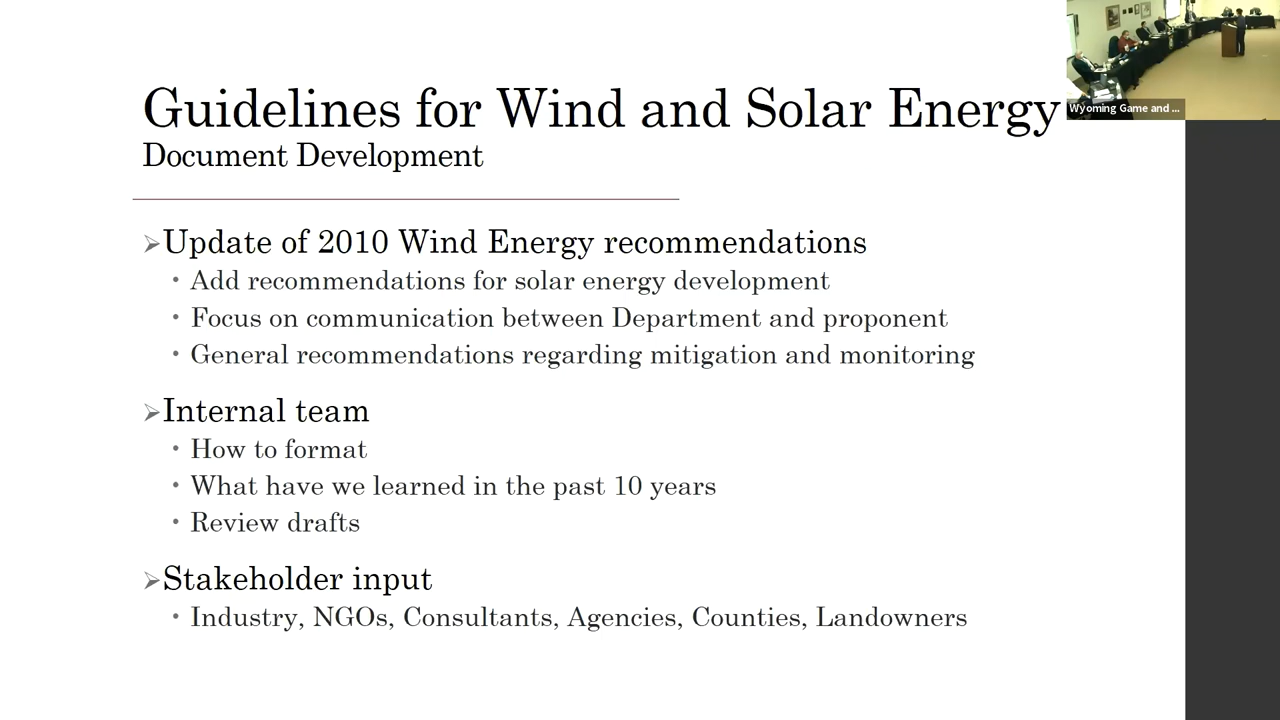 Guidelines for Wind and Solar Energy
Document Development
Wyoming Game and ...
Update of 2010 Wind Energy recommendations
Add recommendations for solar energy development
Focus on communication between Department and proponent
General recommendations regarding mitigation and monitoring
Internal team
How to format
What have we learned in the past 10 years
Review drafts
Stakeholder input
Industry, NGOs, Consultants, Agencies, Counties, Landowners